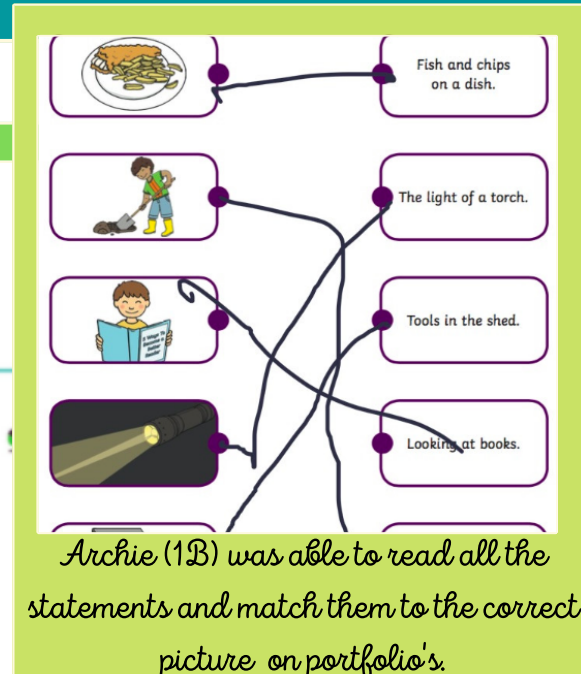 Fish and chips
on a dish.
The light of a torch.
Tools in the shed.
Looking at books.
Archie (1B) was able to read all the
statements and match them to the correct
picture on portfolio's.